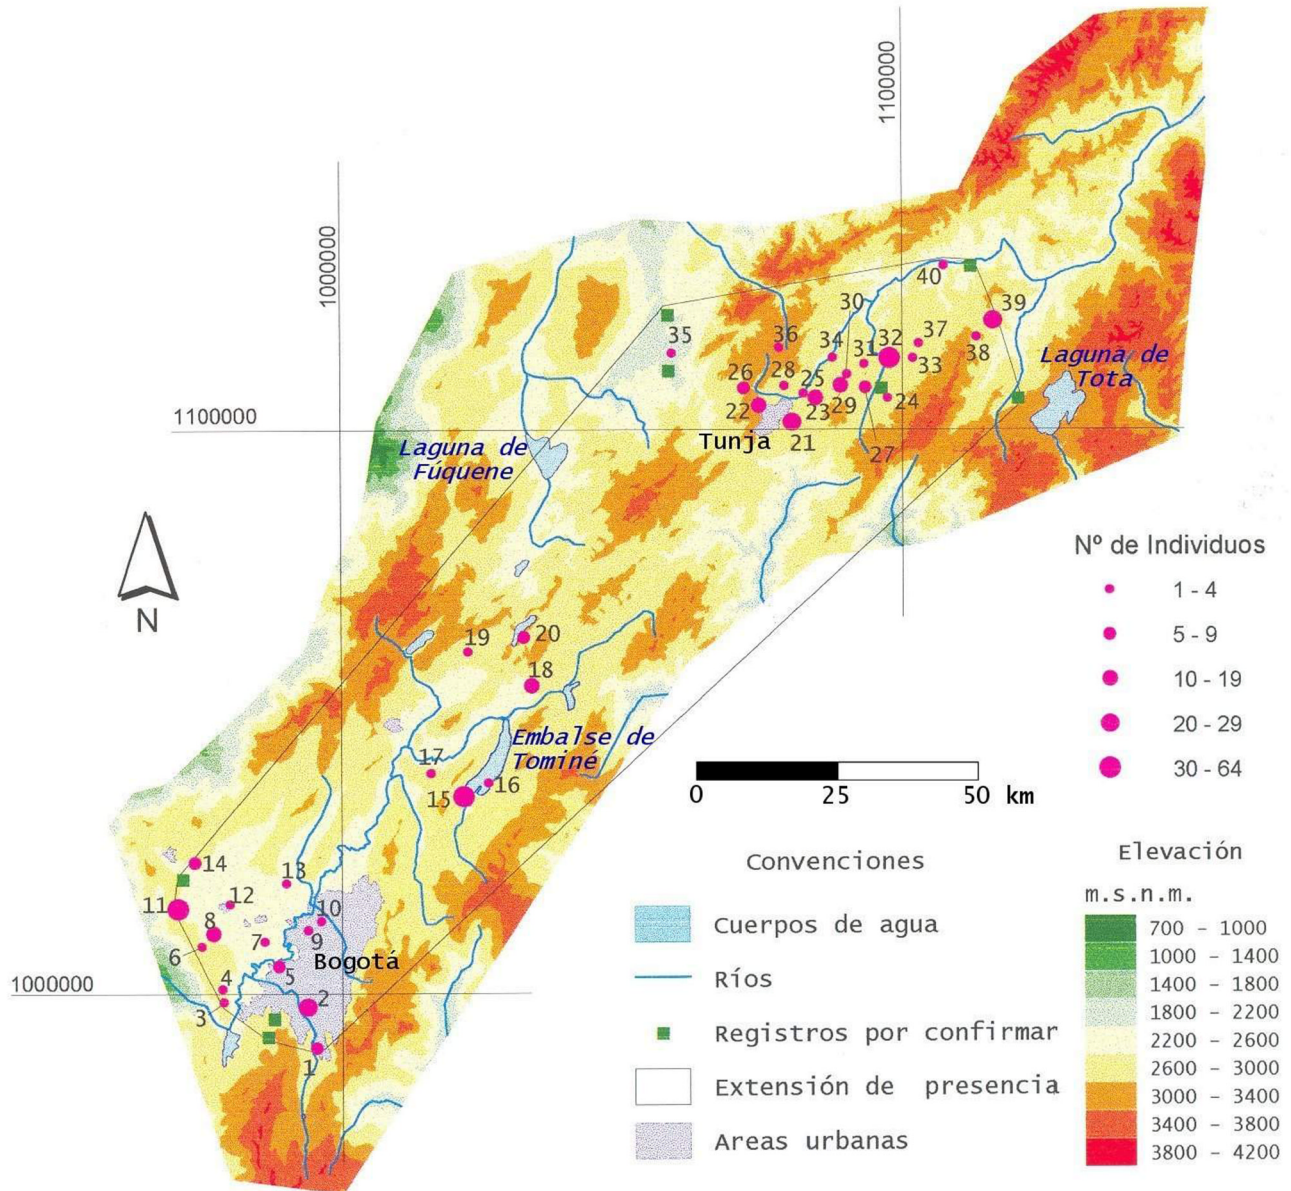 1100000
1000000
40
30
39
35
36
34
31
32
37
33
38
Laguna de
Tota
26
28
25
22
23
29
24
21
27
1100000
Tunja
Laguna de
Fúquene
N
Nº de Individuos
1 - 4
5 - 9
10 - 19
20 - 29
30 - 64
19
20
18
Embalse de
Tominé
17
16
15
0
25
50 km
14
13
12
11
10
8
9
7
6
Bogotá
5
4
2
3
1
1000000
Convenciones
Cuerpos de agua
Ríos
Registros por confirmar
Extensión de presencia
Areas urbanas
Elevación
m.s.n.m.
700 - 1000
1000 - 1400
1400 - 1800
1800 - 2200
2200 - 2600
2600 - 3000
3000 - 3400
3400 - 3800
3800 - 4200